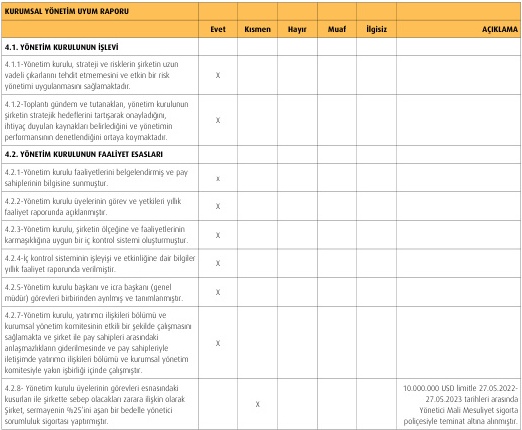 KURUMSAL YÖNETİM UYUM RAPORU
Evet Kısmen Hayır Muaf İlgisiz AÇIKLAMA
4.1. YÖNETİM KURULUNUN İŞLEVİ
4.1.1-Yönetim kurulu, strateji ve risklerin şirketin uzun
vadeli çıkarlarını tehdit etmemesini ve etkin bir risk
yönetimi uygulanmasını sağlamaktadır.
X
4.1.2-Toplantı gündem ve tutanakları, yönetim kurulunun
şirketin stratejik hedeflerini tartışarak onayladığını,
ihtiyaç duyulan kaynakları belirlediğini ve yönetimin
performansının denetlendiğini ortaya koymaktadır.
X
4.2. YÖNETİM KURULUNUN FAALİYET ESASLARI
4.2.1-Yönetim kurulu faaliyetlerini belgelendirmiş ve pay
sahiplerinin bilgisine sunmuştur.
x
4.2.2-Yönetim kurulu üyelerinin görev ve yetkileri yıllık
faaliyet raporunda açıklanmıştır.
X
4.2.3-Yönetim kurulu, şirketin ölçeğine ve faaliyetlerinin
karmaşıklığına uygun bir iç kontrol sistemi oluşturmuştur.
X
4.2.4-İç kontrol sisteminin işleyişi ve etkinliğine dair bilgiler
yıllık faaliyet raporunda verilmiştir.
X
4.2.5-Yönetim kurulu başkanı ve icra başkanı (genel
müdür) görevleri birbirinden ayrılmış ve tanımlanmıştır.
X
4.2.7-Yönetim kurulu, yatırımcı ilişkileri bölümü ve
kurumsal yönetim komitesinin etkili bir şekilde çalışmasını
sağlamakta ve şirket ile pay sahipleri arasındaki
anlaşmazlıkların giderilmesinde ve pay sahipleriyle
iletişimde yatırımcı ilişkileri bölümü ve kurumsal yönetim
komitesiyle yakın işbirliği içinde çalışmıştır.
X
4.2.8- Yönetim kurulu üyelerinin görevleri esnasındaki
kusurları ile şirkette sebep olacakları zarara ilişkin olarak
Şirket, sermayenin %25'ini aşan bir bedelle yönetici
sorumluluk sigortası yaptırmıştır.
X
10.000.000 USD limitle 27.05.2022-
27.05.2023 tarihleri arasında
Yönetici Mali Mesuliyet sigorta
poliçesiyle teminat altına alınmıştır.